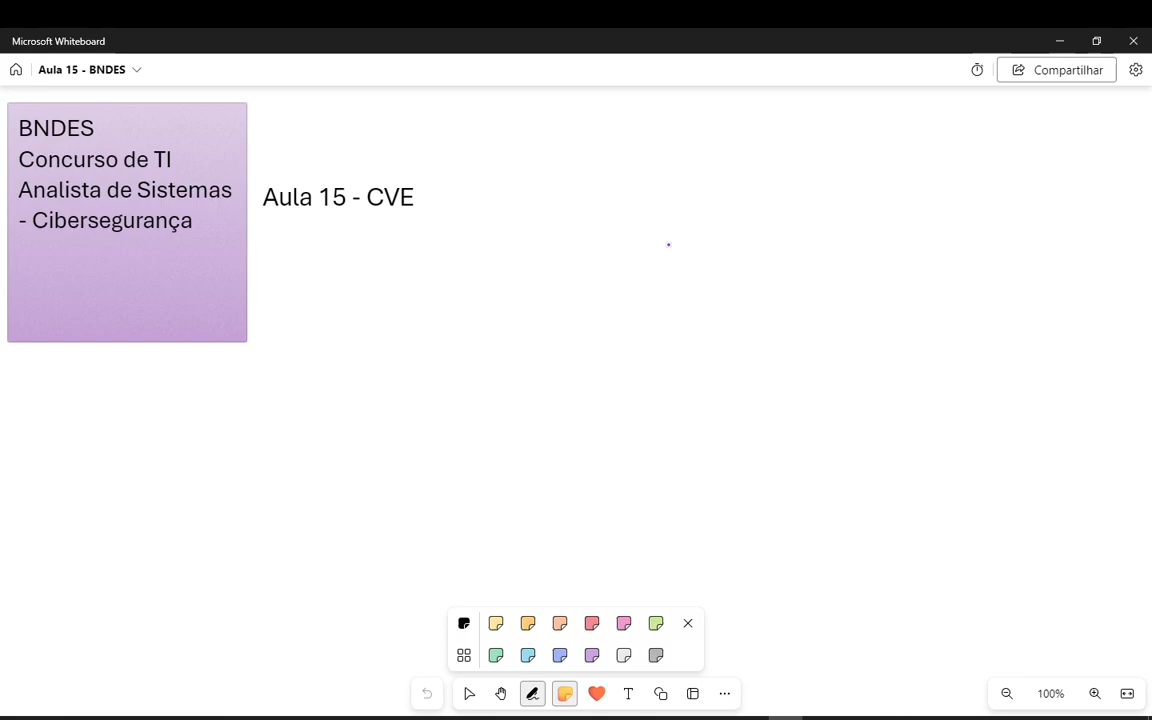 Microsoft Whiteboard
Aula 15 - BNDES
Compartilhar
BNDES
Concurso de TI
Analista de Sistemas
- Cibersegurança
Aula 15 - CVE
T
100%